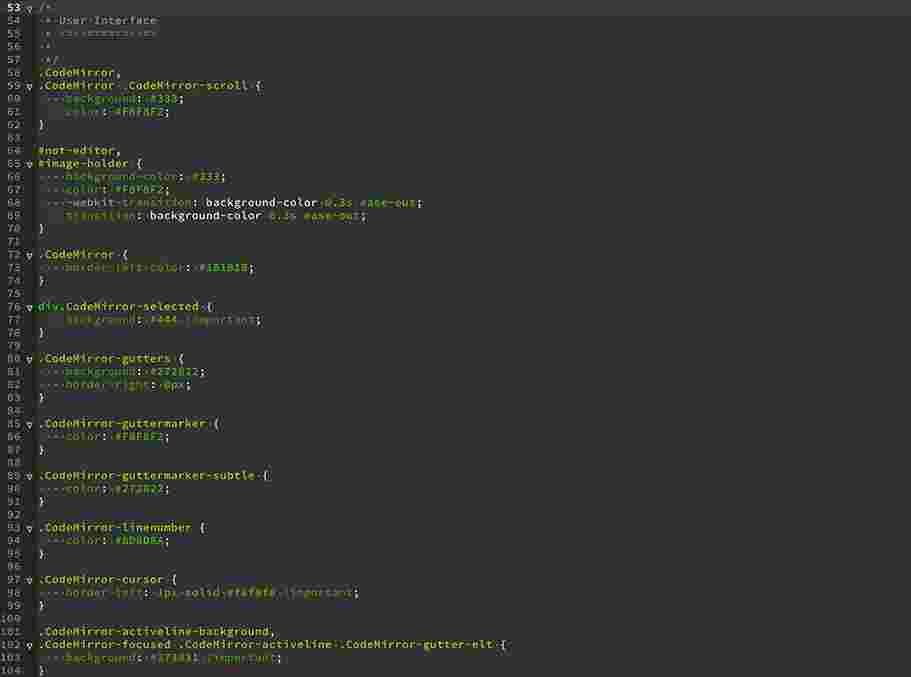 53 /*
54 * User Interface
55 * --------------
56 *
57 */
58 .CodeMirror,
59 .CodeMirror .CodeMirror-scroll {
60 background: #333;
61 color: #F8F8F2;
62 }
63
64 #not-editor,
65 #image-holder {
66 background-color: #333;
67 color: #F8F8F2;
68 -webkit-transition: background-color 0.3s ease-out;
69 transition: background-color 0.3s ease-out;
70 }
71
72 .CodeMirror {
73 border-left-color:
74 }
75
76 div.CodeMirror-selected {
77 background: #444 !important;
78 }
79
80 .CodeMirror-gutters {
81 background: #272822;
82 border-right: 0px;
83 }
84
85 .CodeMirror-guttermarker {
86 color: #F8F8F2;
87 }
88
89 .CodeMirror-guttermarker-subtle {
90 color: #272822;
91 }
92
93 .CodeMirror-linenumber {
94 color:
95 }
96
97 .CodeMirror-cursor {
98 border-left: 1px solid #f8f8f0 !important;
99 }
100
101 .CodeMirror-activeline-background,
102 .CodeMirror-focused .CodeMirror-activeline .CodeMirror-gutter-elt {
103 background: !important;
104 }